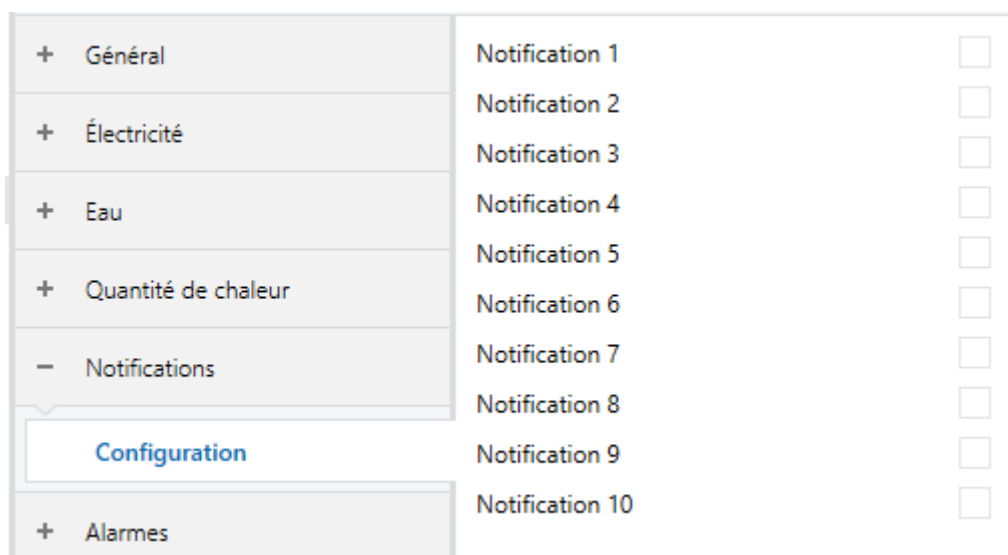 Général
Électricité
Eau
Quantité de chaleur
Notifications
Configuration
Alarmes
Notification 1
Notification 2
Notification 3
Notification 4
Notification 5
Notification 6
Notification 7
Notification 8
Notification 9
Notification 10